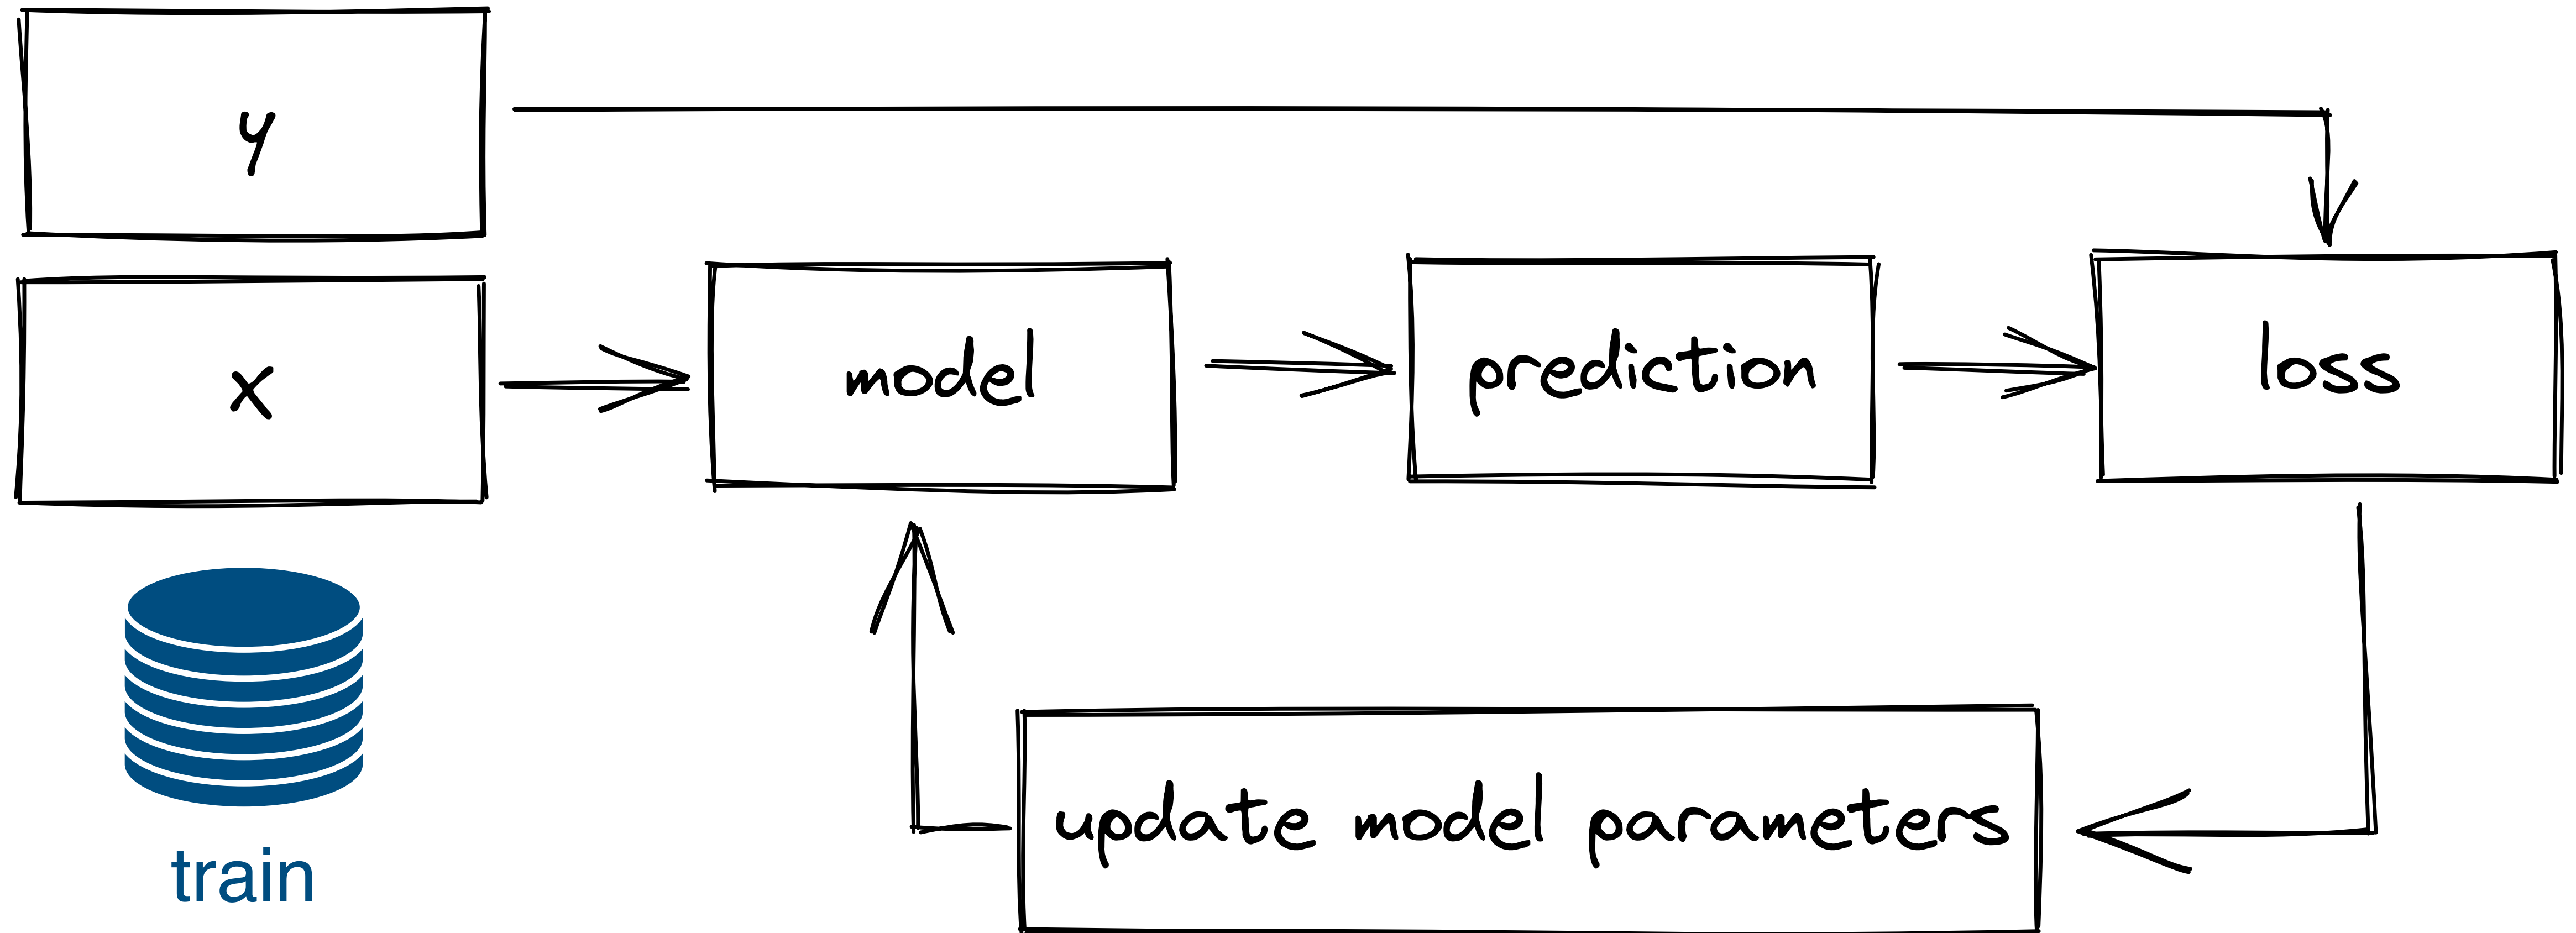 y
x
model
prediction
loss
update model parameters
train